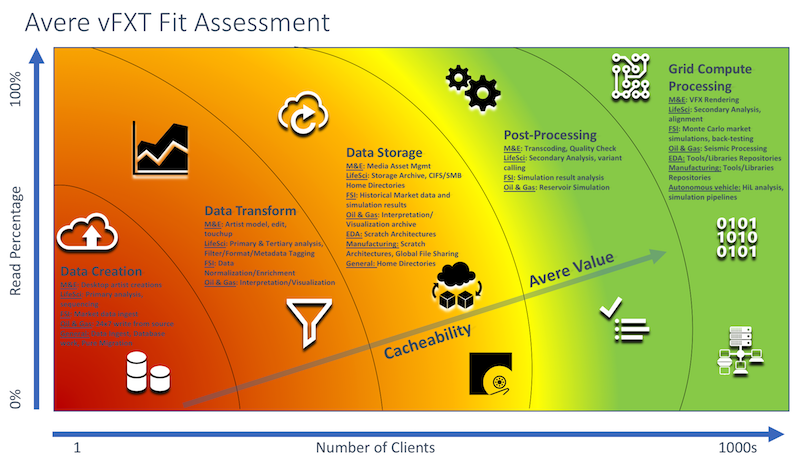 Avere vFXT Fit Assessment
100%
Read Percentage
0%
Data Creation
M&E: Desktop artist creations
LifeSci: Primary analysis,
Data Transform
M&E: Artist model, edit,
touchup
LifeSci: Primary & Tertiary analysis,
Filter/Format/Metadata Tagging
FSI: Data
Normalization/Enrichment
Oil & Gas: Interpretation/Visualization
Data Storage
M&E: Media Asset Mgmt
LifeSci: Storage Archive, CIFS/SMB
Home Directories
FSI: Historical Market data and
simulation results
Oil & Gas: Interpretation/
Visualization archive
EDA: Scratch Architectures
Manufacturing: Scratch
Architectures, Global File Sharing
General: Home Directories
Post-Processing
M&E: Transcoding, Quality Check
LifeSci: Secondary Analysis, variant
calling
FSI: Simulation result analysis
Oil & Gas: Reservoir Simulation
Grid Compute
Processing
M&E: VFX Rendering
LifeSci: Secondary Analysis,
alignment
FSI: Monte Carlo market
simulations, back-testing
Oil & Gas: Seismic Processing
EDA: Tools/Libraries Repositories
Manufacturing: Tools/Libraries
Repositories
Autonomous vehicle: HiL analysis,
simulation pipelines
0101
1010
0101
Cacheability
Avere Value
1
Number of Clients
1000s